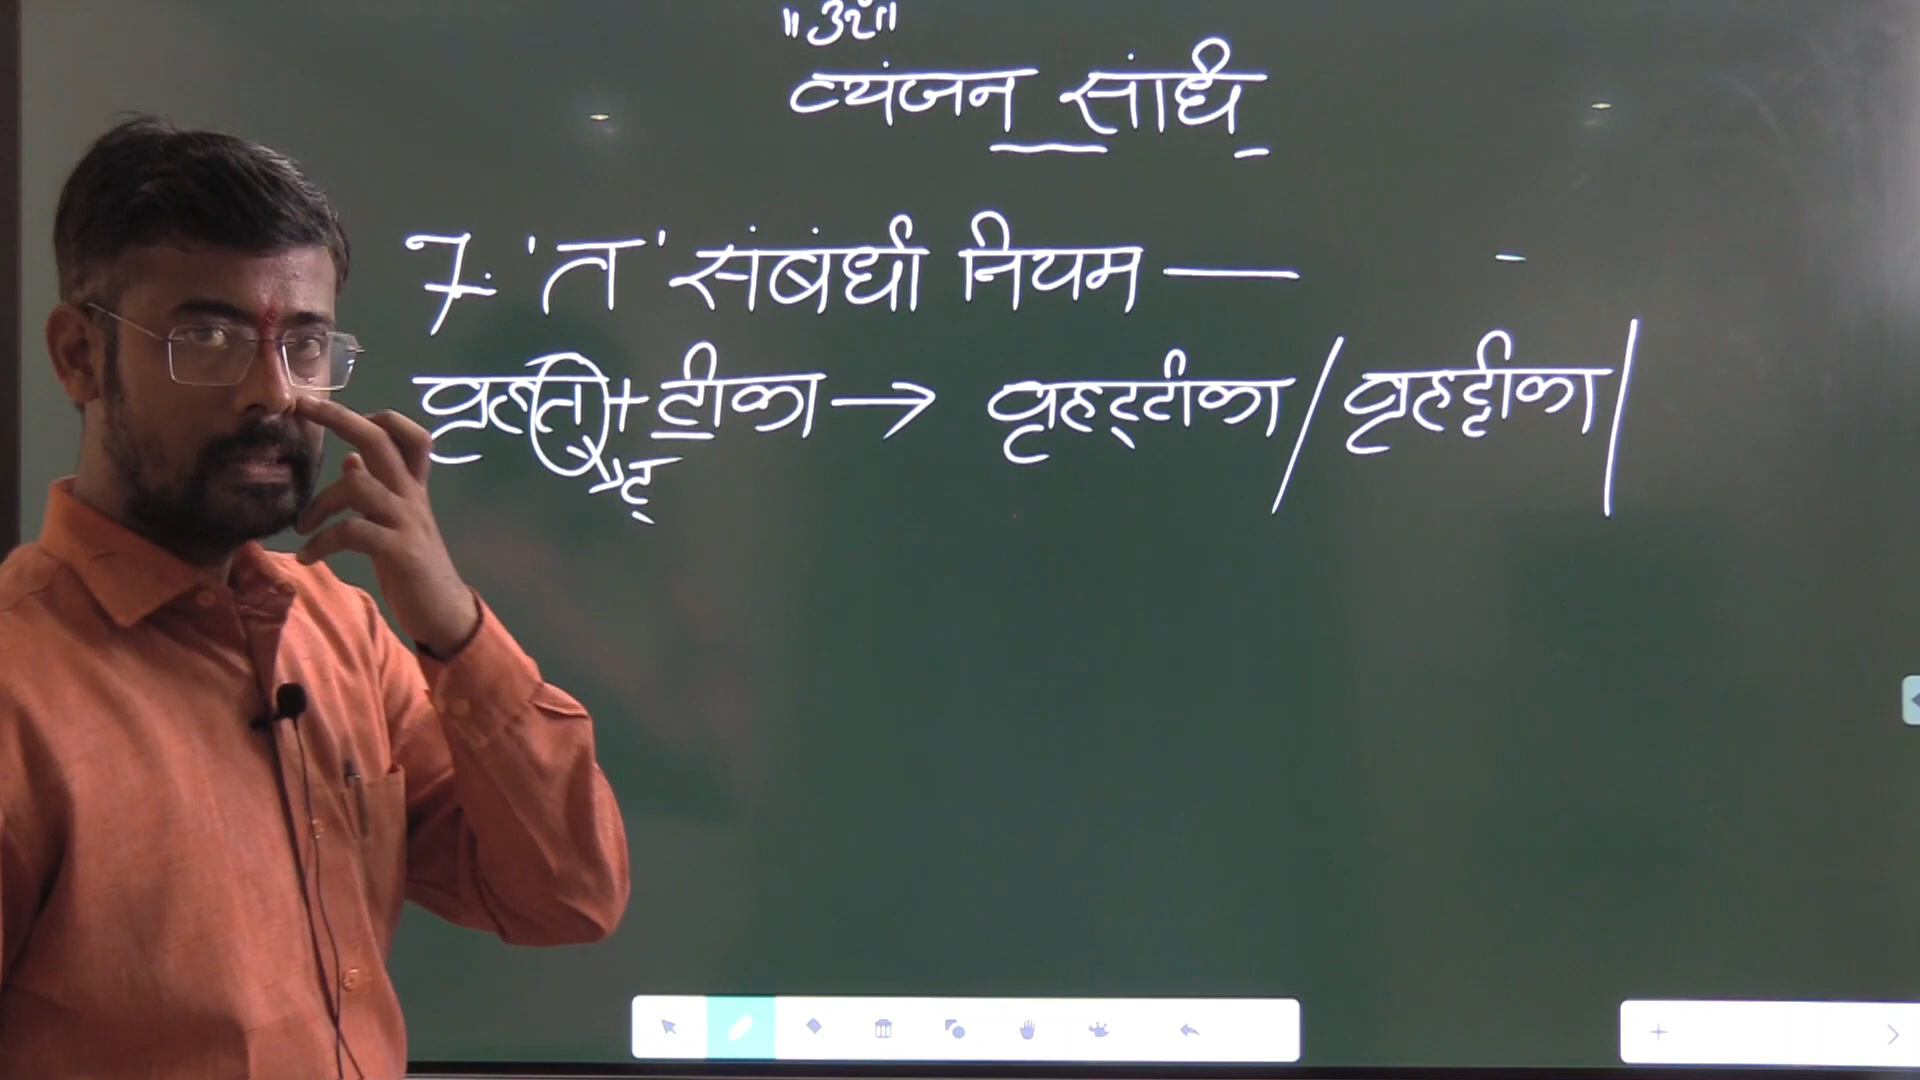 ॥ ॐ ॥
व्यंजन संधि
7. 'त' संबंधी नियम —
वृहत् + टीका → वृहट्टीका / वृहट्टीका |
ट्